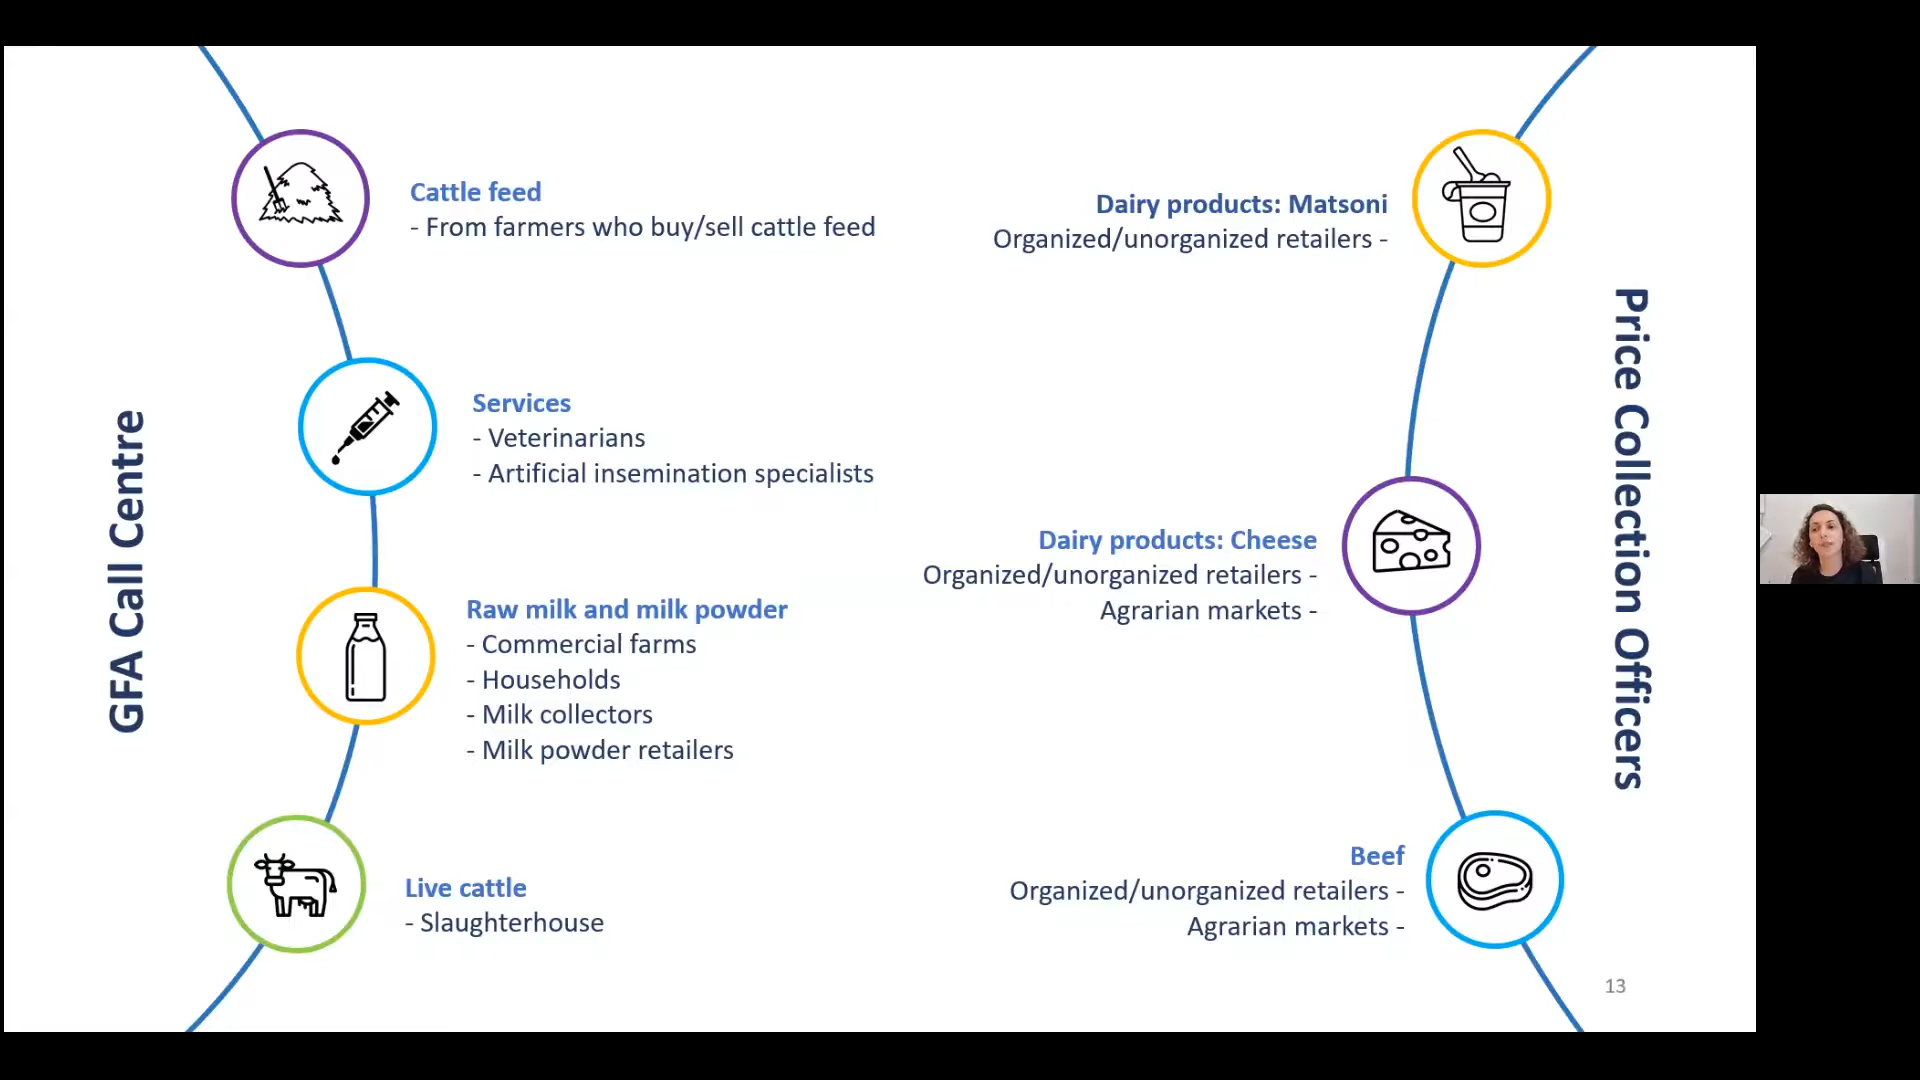 GFA Call Centre
Cattle feed
- From farmers who buy/sell cattle feed
Services
- Veterinarians
- Artificial insemination specialists
Raw milk and milk powder
- Commercial farms
- Households
- Milk collectors
- Milk powder retailers
Live cattle
- Slaughterhouse
Dairy products: Matsoni
Organized/unorganized retailers -
Dairy products: Cheese
Organized/unorganized retailers -
Agrarian markets -
Beef
Organized/unorganized retailers -
Agrarian markets -
Price Collection Officers
13